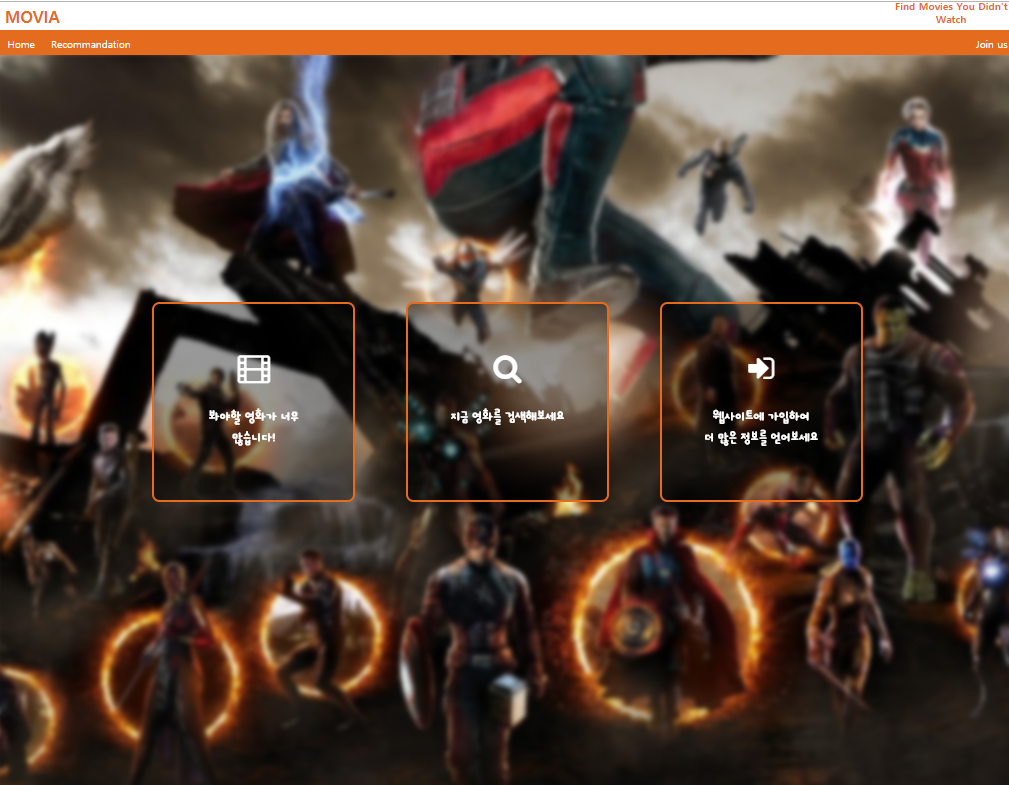 MOVIA
Find Movies You Didn't
Watch
Home
Recommandation
Join us
봐야할 영화가 너무
많습니다!
지금 영화를 검색해보세요
웹사이트에 가입하여
더 많은 정보를 얻어보세요